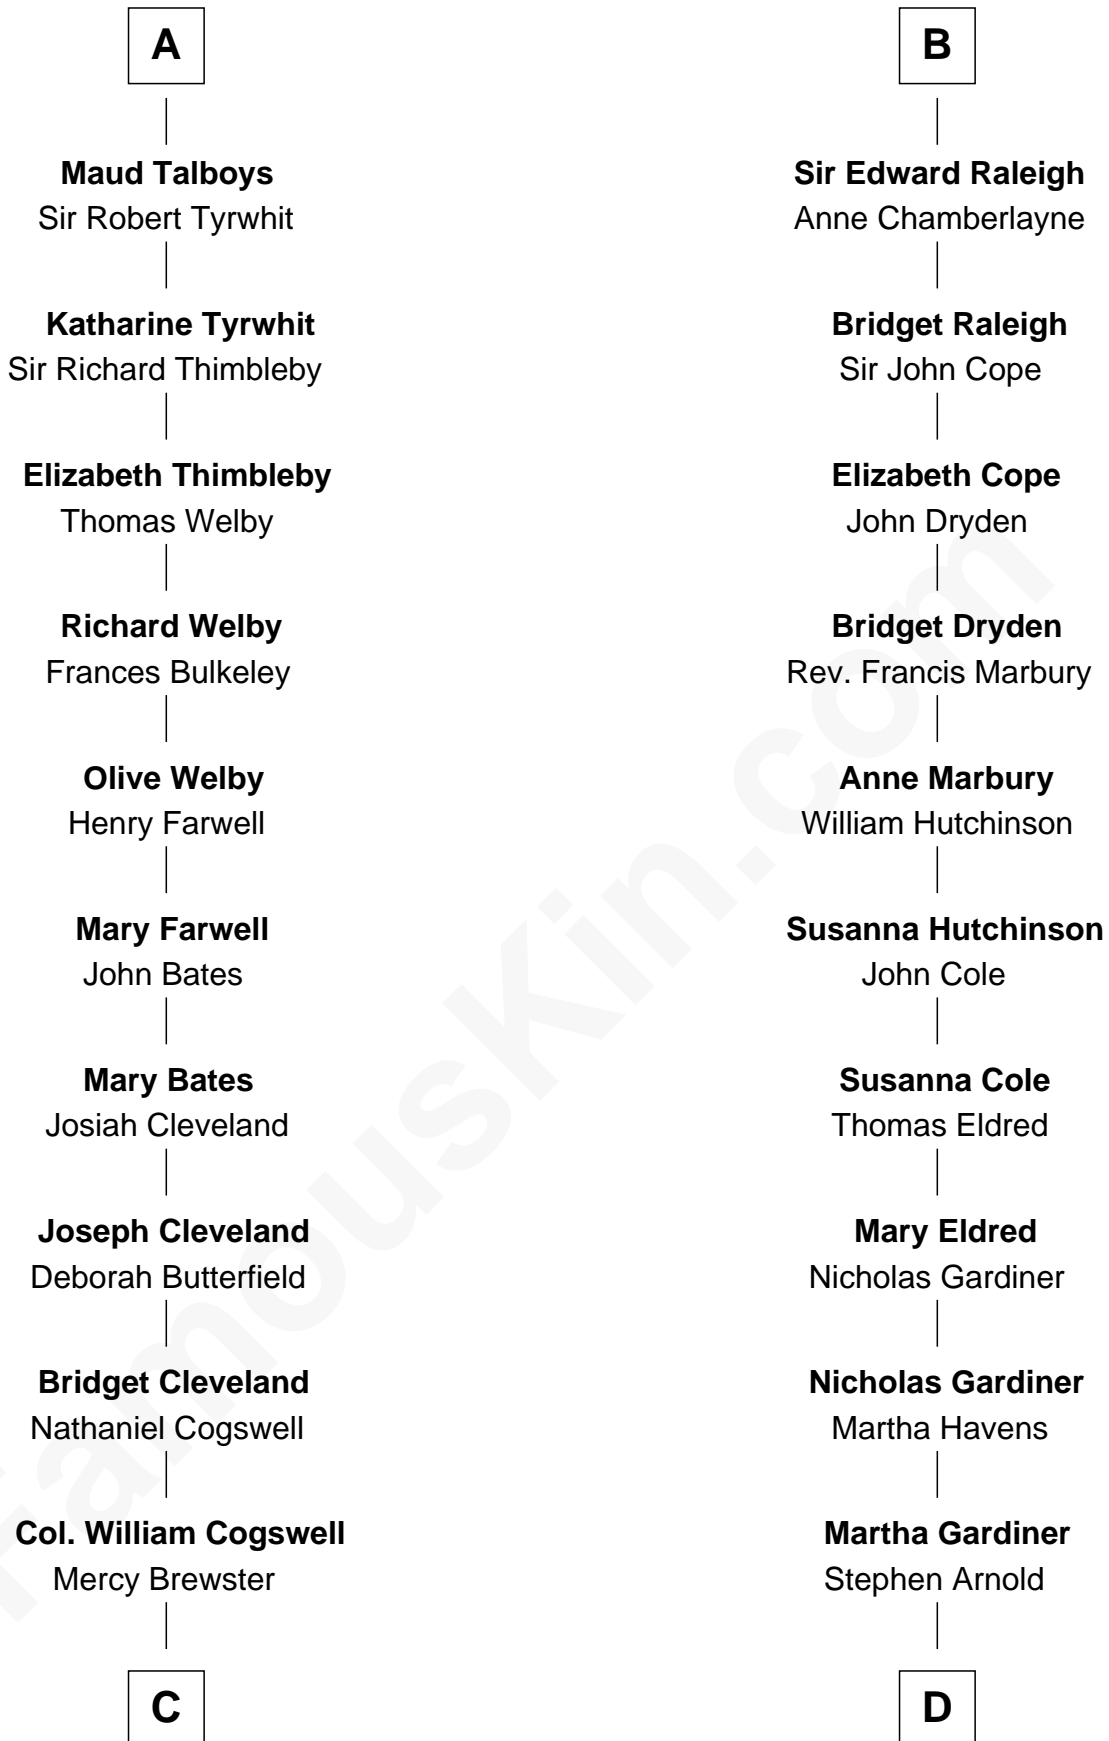 A
Maud Talboys
Sir Robert Tyrwhit
Katharine Tyrwhit
Sir Richard Thimbleby
Elizabeth Thimbleby
Thomas Welby
Richard Welby
Frances Bulkeley
Olive Welby
Henry Farwell
Mary Farwell
John Bates
Mary Bates
Josiah Cleveland
Joseph Cleveland
Deborah Butterfield
Bridget Cleveland
Nathaniel Cogswell
Col. William Cogswell
Mercy Brewster
C
B
Sir Edward Raleigh
Anne Chamberlayne
Bridget Raleigh
Sir John Cope
Elizabeth Cope
John Dryden
Bridget Dryden
Rev. Francis Marbury
Anne Marbury
William Hutchinson
Susanna Hutchinson
John Cole
Susanna Cole
Thomas Eldred
Mary Eldred
Nicholas Gardiner
Nicholas Gardiner
Martha Havens
Martha Gardiner
Stephen Arnold
D
FamousKin.com